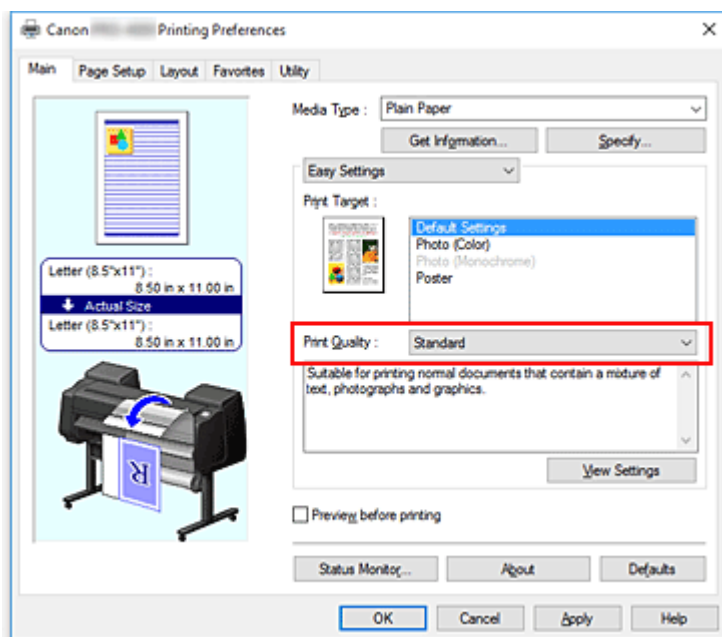 Canon Printing Preferences
Main Page Setup Layout Favorites Utility
Media Type : Plain Paper
Get Information... Specify...
Easy Settings
Print Target :
Default Settings
Photo (Color)
Photo (Monochrome)
Poster
Letter (8.5"x11") :
8.50 in x 11.00 in
Actual Size
Letter (8.5"x11") :
8.50 in x 11.00 in
Print Quality : Standard
Suitable for printing normal documents that contain a mixture of
text, photographs and graphics.
R
View Settings
Preview before printing
Status Monitor... About Defaults
OK Cancel Apply Help